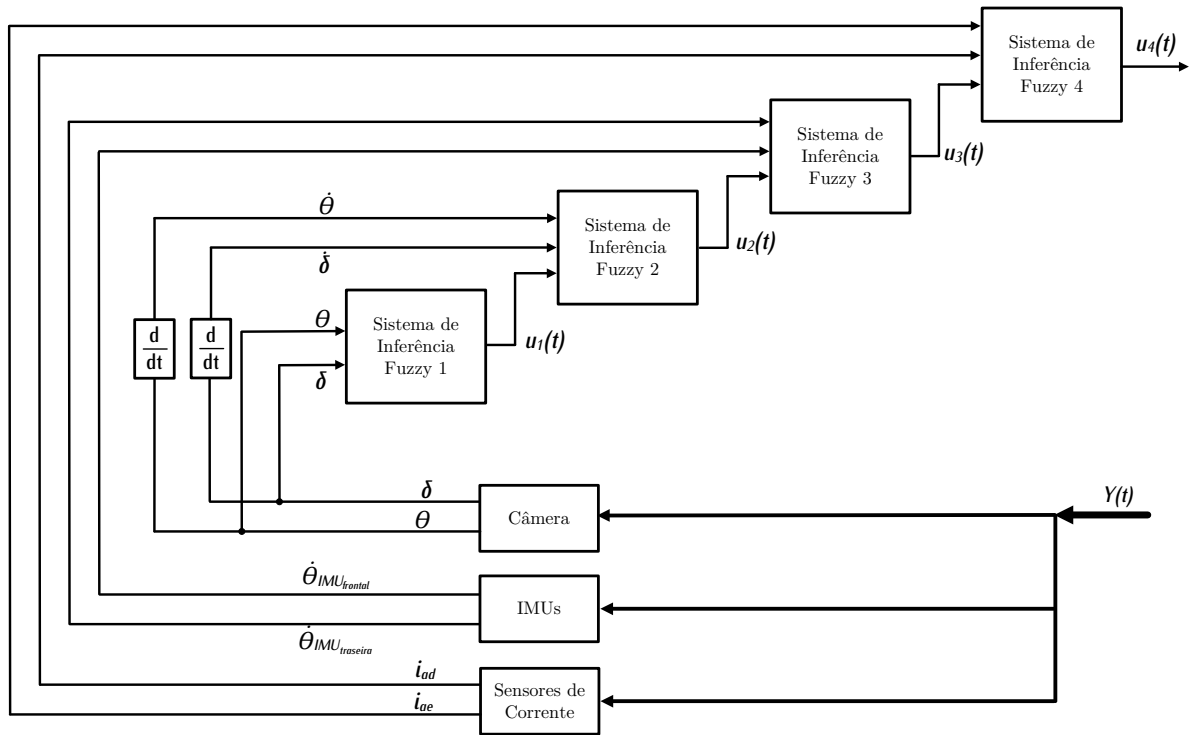 Sistema de
Inferência
Fuzzy 4
u4(t)
Sistema de
Inferência
Fuzzy 3
u3(t)
θ̇
Sistema de
Inferência
Fuzzy 2
u2(t)
δ̇
d
dt
d
dt
θ
Sistema de
Inferência
Fuzzy 1
u1(t)
δ
δ
θ
Câmera
Y(t)
θ̇IMUfrontal
IMUs
θ̇IMUtraseira
iad
iae
Sensores de
Corrente